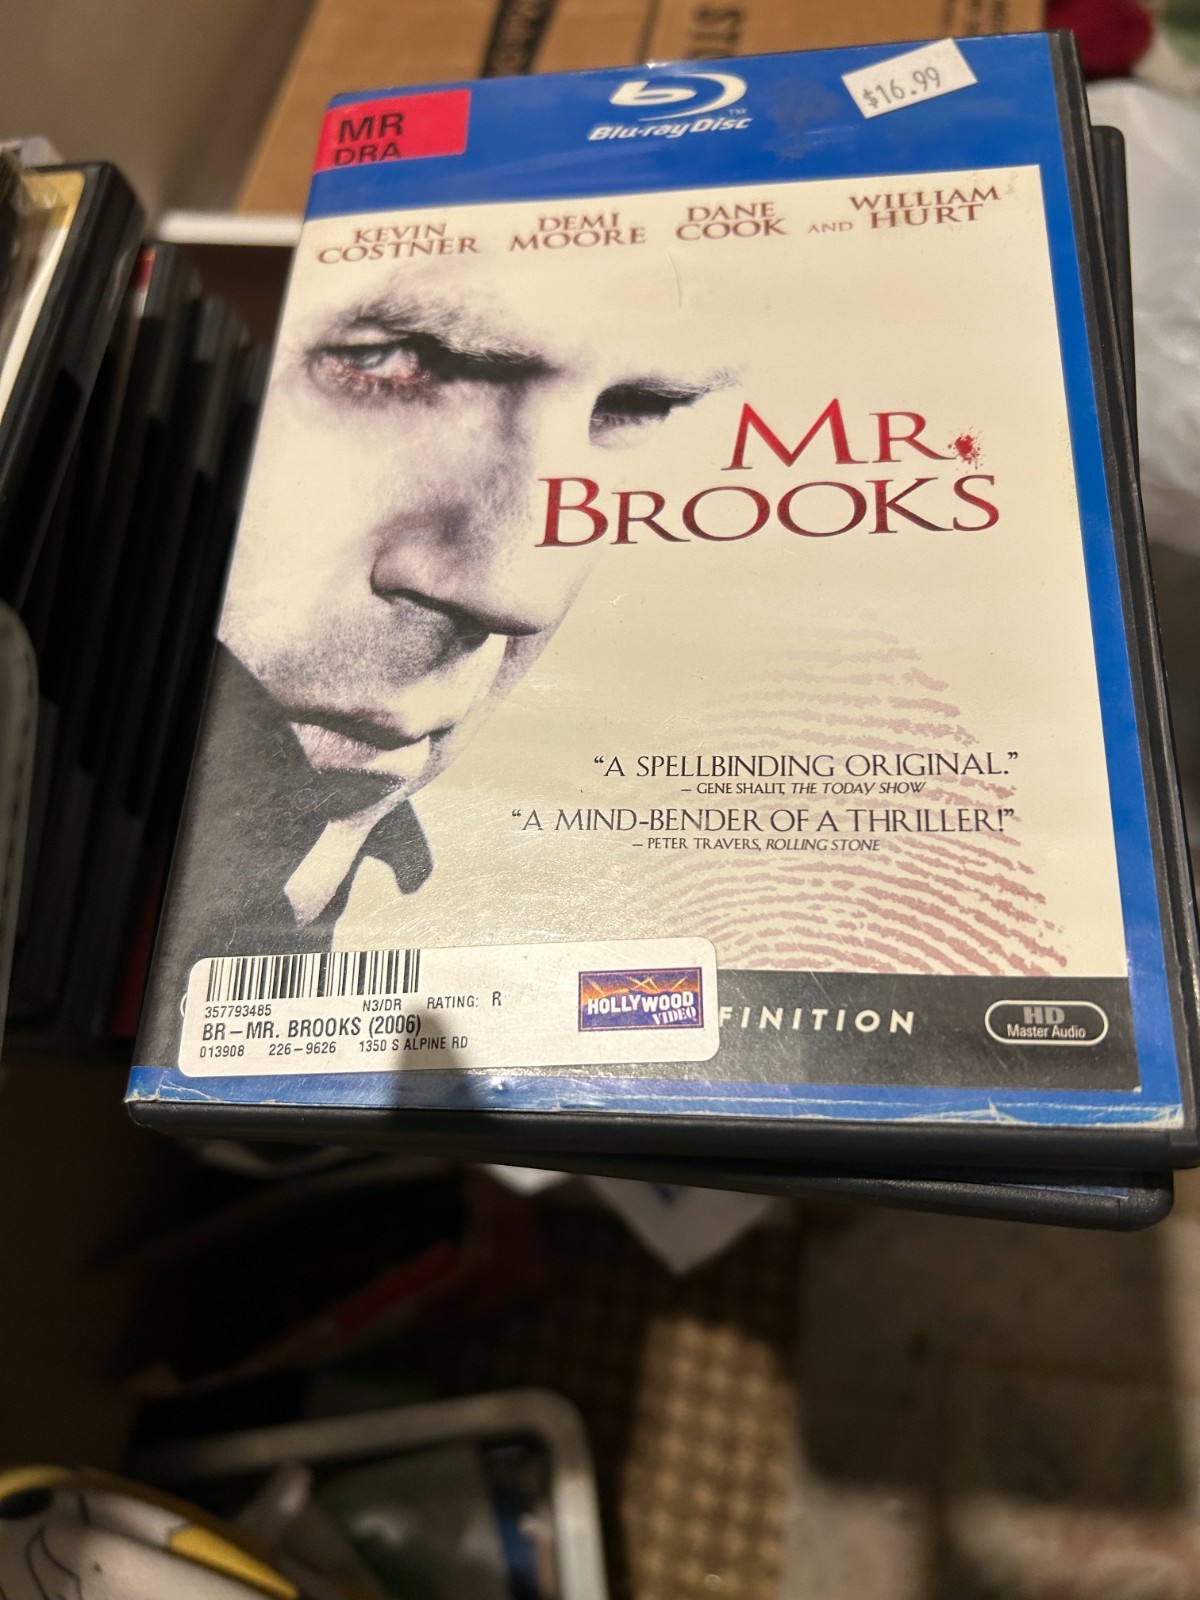 MR
DRA
Blu-ray Disc™
$16.99
KEVIN COSTNER DEMI MOORE DANE COOK AND WILLIAM HURT
MR.
BROOKS
“A SPELLBINDING ORIGINAL.”
– GENE SHALIT, THE TODAY SHOW
“A MIND-BENDER OF A THRILLER!”
– PETER TRAVERS, ROLLING STONE
357793485 N3/DR RATING: R
BR – MR. BROOKS (2006)
013908 226-9626 1350 S ALPINE RD
HOLLYWOOD
VIDEO
FINITION
HD
Master Audio